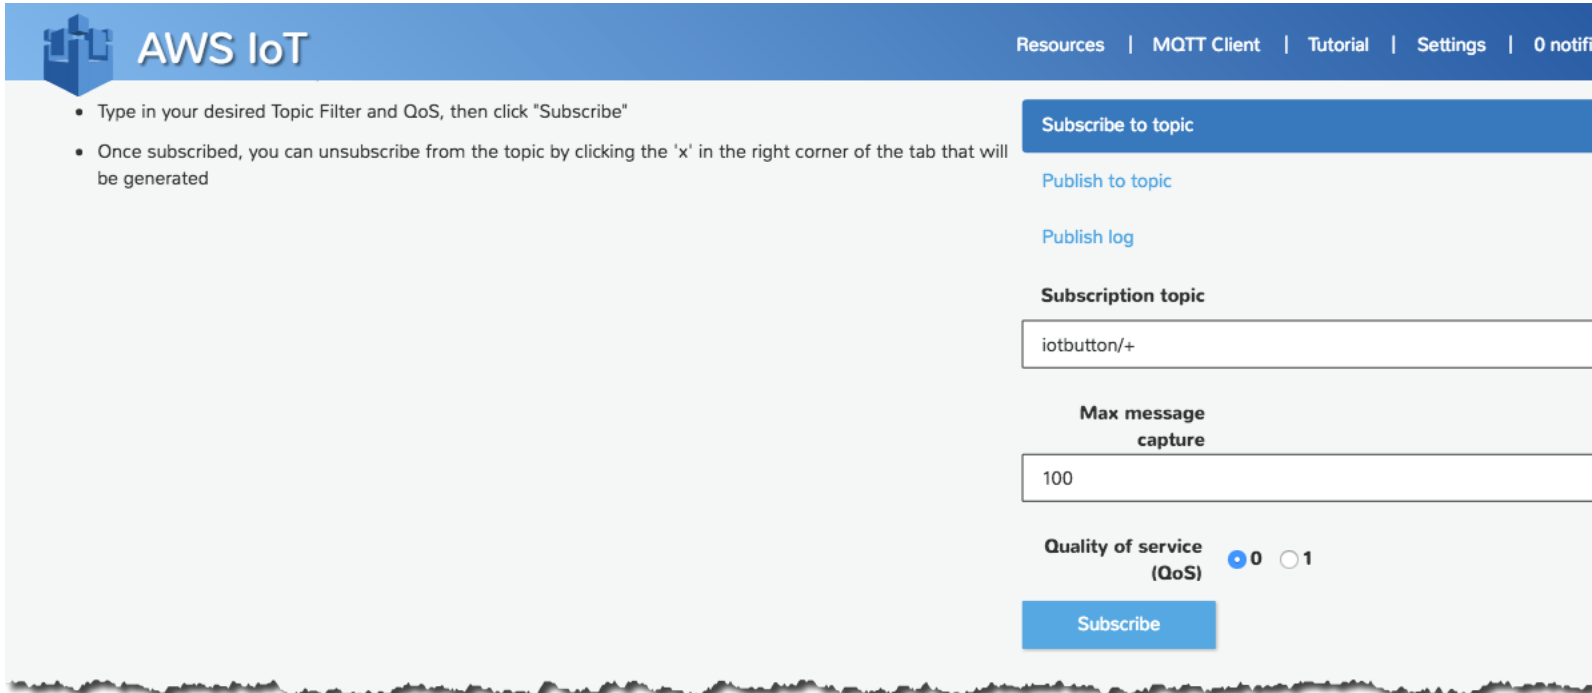 AWS IoT
Resources | MQTT Client | Tutorial | Settings | 0 notifi
• Type in your desired Topic Filter and QoS, then click "Subscribe"
• Once subscribed, you can unsubscribe from the topic by clicking the 'x' in the right corner of the tab that will
be generated
Subscribe to topic
Publish to topic
Publish log
Subscription topic
iotbutton/+
Max message
capture
100
Quality of service
(QoS)
0 1
Subscribe